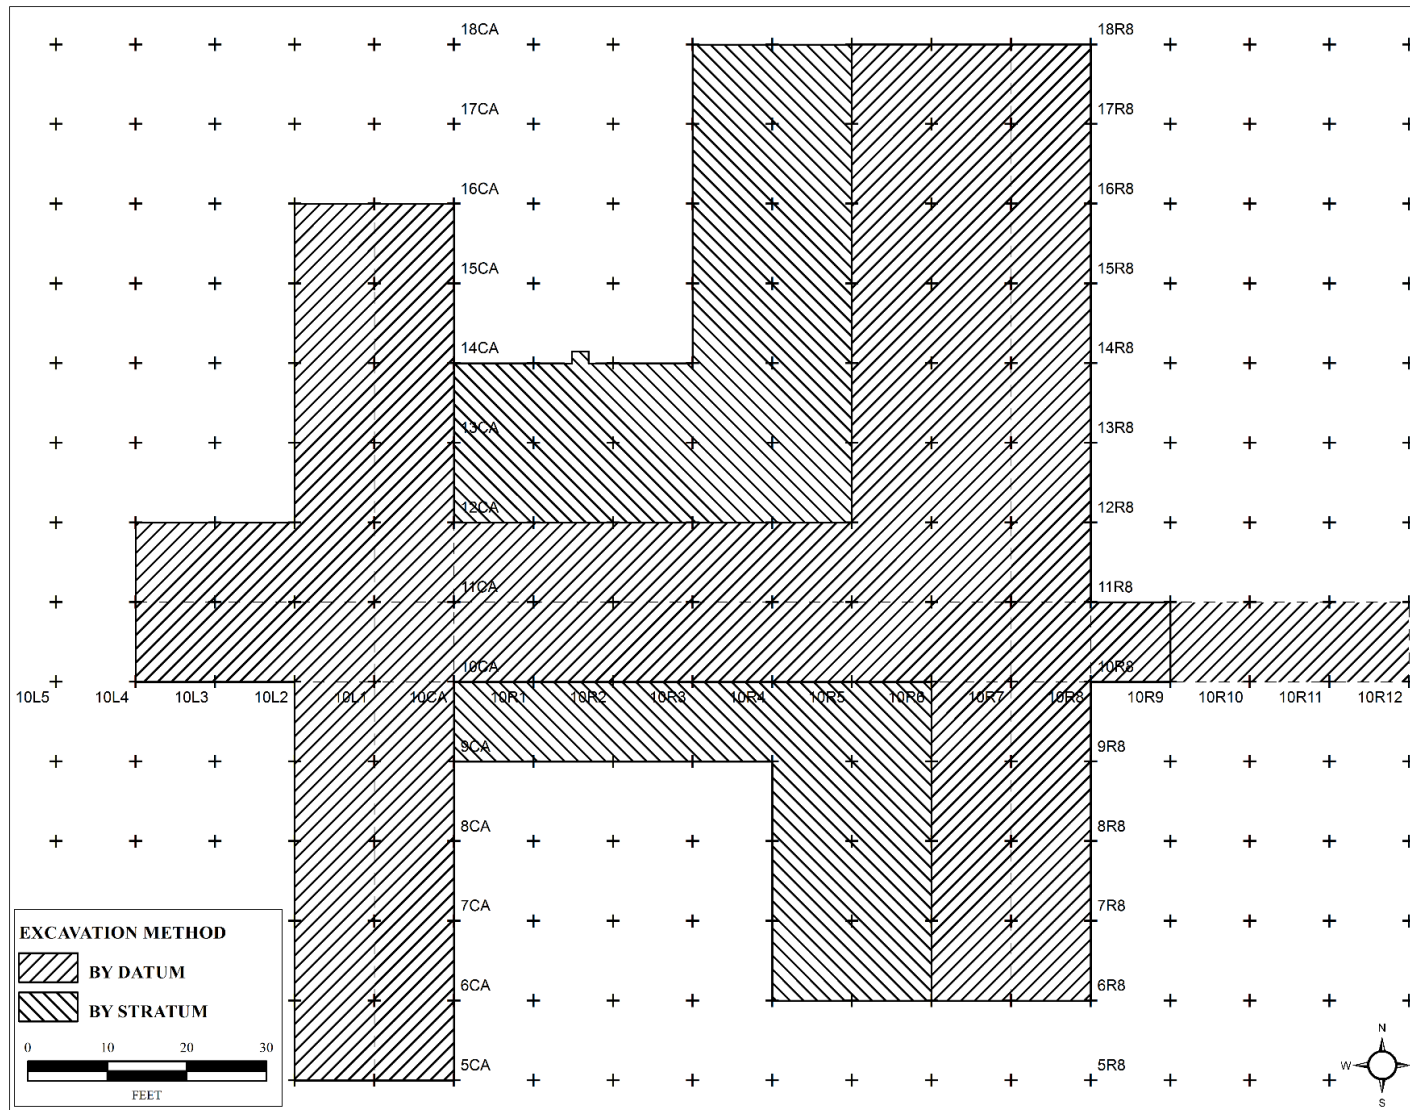 18CA 18R8
17CA 17R8
16CA 16R8
15CA 15R8
14CA 14R8
13CA 13R8
12CA 12R8
11CA 11R8
10CA 10R8
10L5 10L4 10L3 10L2 10L1 10CA 10R1 10R2 10R3 10R4 10R5 10R6 10R7 10R8 10R9 10R10 10R11 10R12
9CA 9R8
8CA 8R8
7CA 7R8
6CA 6R8
5CA 5R8
EXCAVATION METHOD
BY DATUM
BY STRATUM
0 10 20 30
FEET
N
W E
S